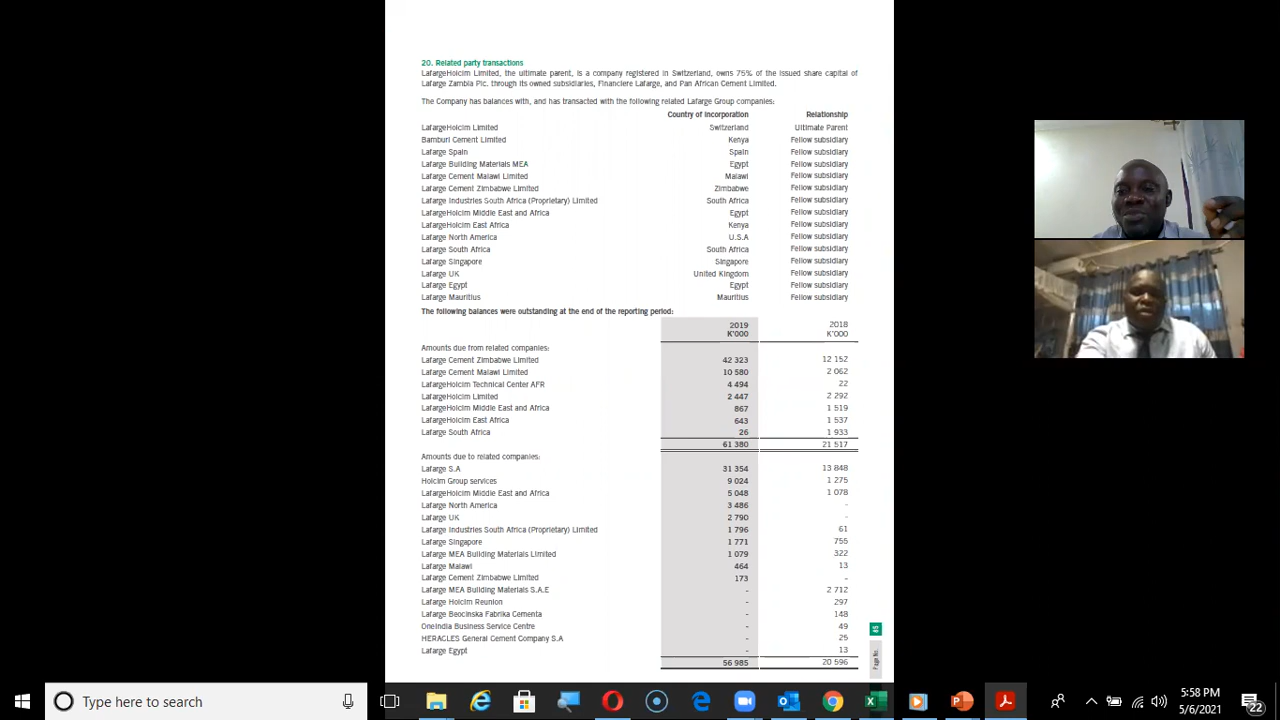 20. Related party transactions
LafargeHolcim Limited, the ultimate parent, is a company registered in Switzerland, owns 75% of the issued share capital of
Lafarge Zambia Plc. through its owned subsidiaries, Financiere Lafarge, and Pan African Cement Limited.
The Company has balances with, and has transacted with the following related Lafarge Group companies:
Country of Incorporation Relationship
LafargeHolcim Limited Switzerland Ultimate Parent
Bamburi Cement Limited Kenya Fellow subsidiary
Lafarge Spain Spain Fellow subsidiary
Lafarge Building Materials MEA Egypt Fellow subsidiary
Lafarge Cement Malawi Limited Malawi Fellow subsidiary
Lafarge Cement Zimbabwe Limited Zimbabwe Fellow subsidiary
Lafarge Industries South Africa (Proprietary) Limited South Africa Fellow subsidiary
LafargeHolcim Middle East and Africa Egypt Fellow subsidiary
LafargeHolcim East Africa Kenya Fellow subsidiary
Lafarge North America U.S.A Fellow subsidiary
Lafarge South Africa South Africa Fellow subsidiary
Lafarge Singapore Singapore Fellow subsidiary
Lafarge UK United Kingdom Fellow subsidiary
Lafarge Egypt Egypt Fellow subsidiary
Lafarge Mauritius Mauritius Fellow subsidiary
The following balances were outstanding at the end of the reporting period:
2019 2018
K'000 K'000
Amounts due from related companies:
Lafarge Cement Zimbabwe Limited 42 323 12 152
Lafarge Cement Malawi Limited 10 580 2 062
LafargeHolcim Technical Center AFR 4 494 22
LafargeHolcim Limited 2 447 2 292
LafargeHolcim Middle East and Africa 867 1 519
LafargeHolcim East Africa 643 1 537
Lafarge South Africa 26 1 933
61 380 21 517
Amounts due to related companies:
Lafarge S.A 31 354 13 848
Holcim Group services 9 024 1 275
LafargeHolcim Middle East and Africa 5 048 1 078
Lafarge North America 3 486 -
Lafarge UK 2 790 -
Lafarge Industries South Africa (Proprietary) Limited 1 796 61
Lafarge Singapore 1 771 755
Lafarge MEA Building Materials Limited 1 079 322
Lafarge Malawi 464 13
Lafarge Cement Zimbabwe Limited 173 -
Lafarge MEA Building Materials S.A.E - 2 712
Lafarge Holcim Reunion - 297
Lafarge Beocinska Fabrika Cementa - 148
OneIndia Business Service Centre - 49
HERACLES General Cement Company S.A - 25
Lafarge Egypt - 13
56 985 20 596
85
Page No.
Type here to search
5:58 PM
5/6/2021
22